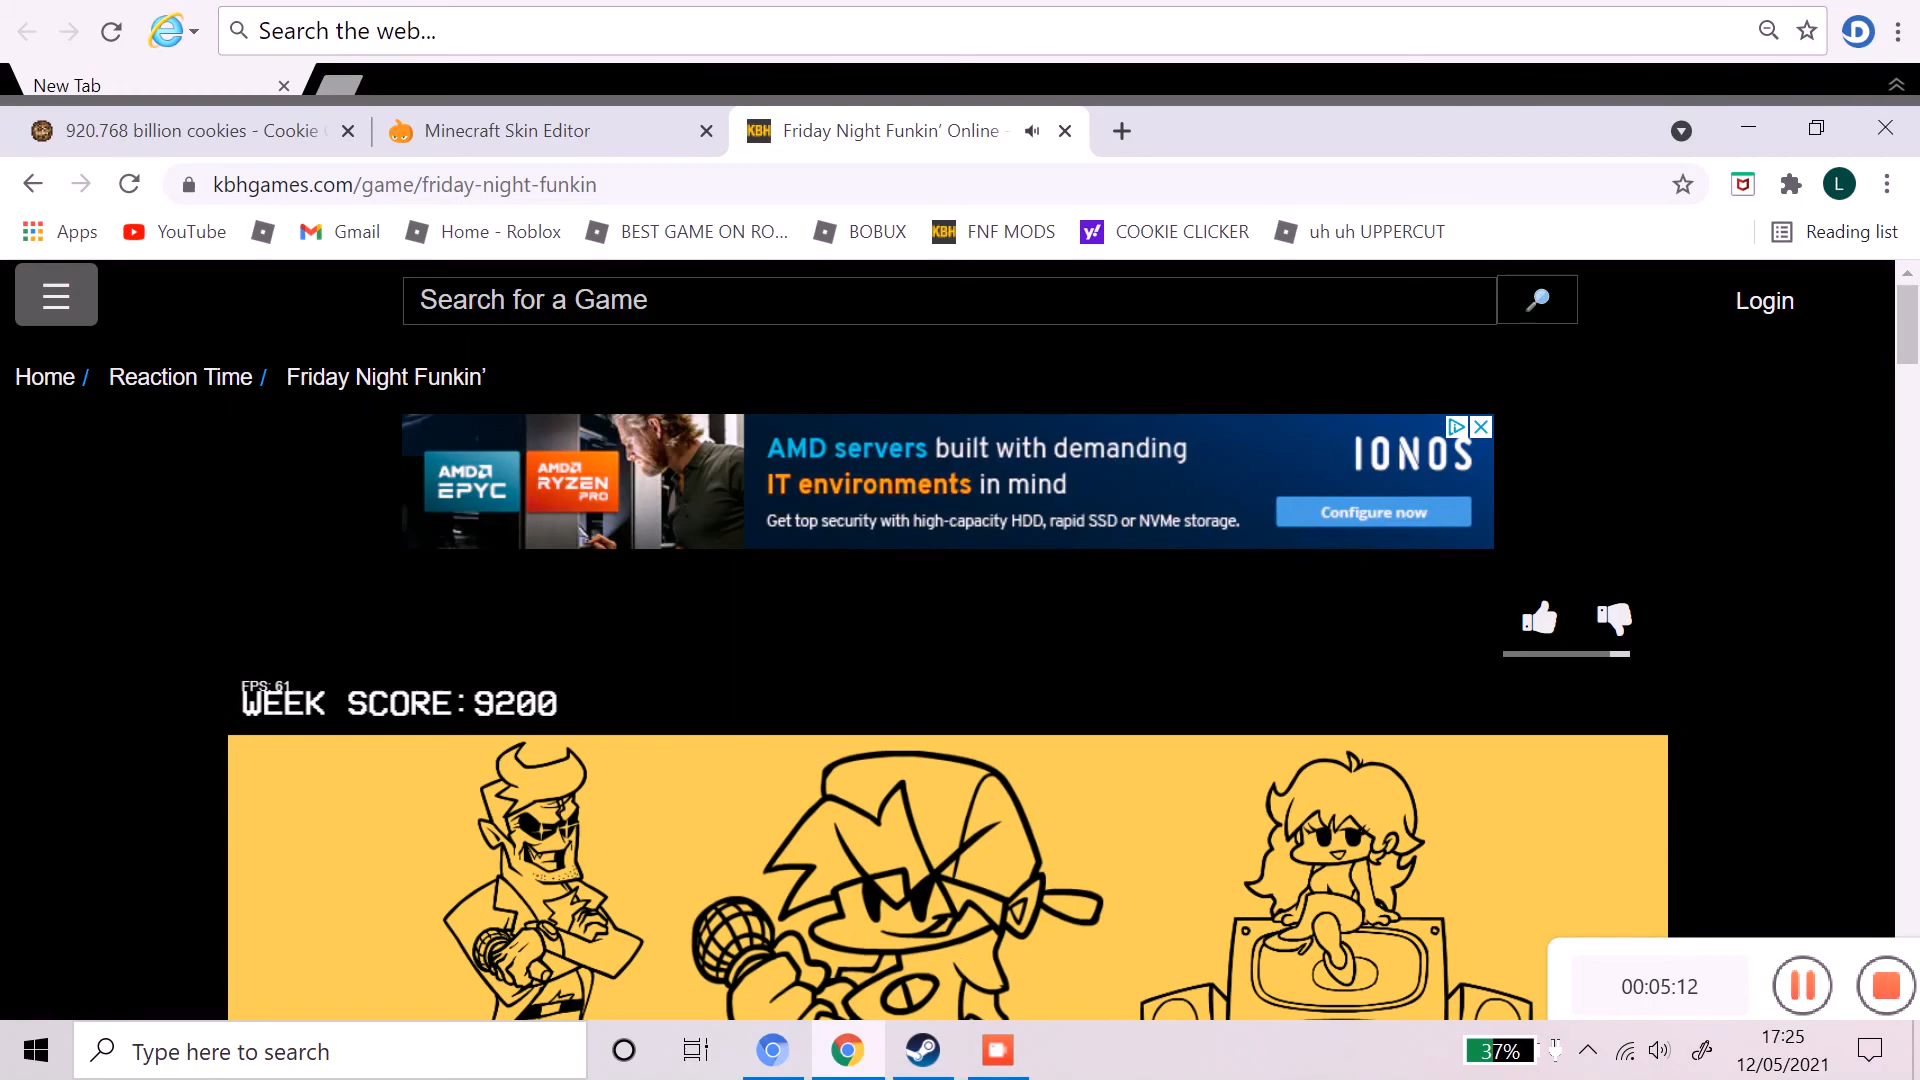 Search the web...
New Tab
920.768 billion cookies - Cookie
Minecraft Skin Editor
KBH Friday Night Funkin' Online -
kbhgames.com/game/friday-night-funkin
L
Apps YouTube Gmail Home - Roblox BEST GAME ON RO... BOBUX KBH FNF MODS y! COOKIE CLICKER uh uh UPPERCUT Reading list
Search for a Game
Login
Home / Reaction Time / Friday Night Funkin'
AMD EPYC
AMD RYZEN PRO
AMD servers built with demanding
IT environments in mind
Get top security with high-capacity HDD, rapid SSD or NVMe storage.
IONOS
Configure now
FPS: 61
WEEK SCORE:9200
00:05:12
Type here to search
37%
17:25
12/05/2021